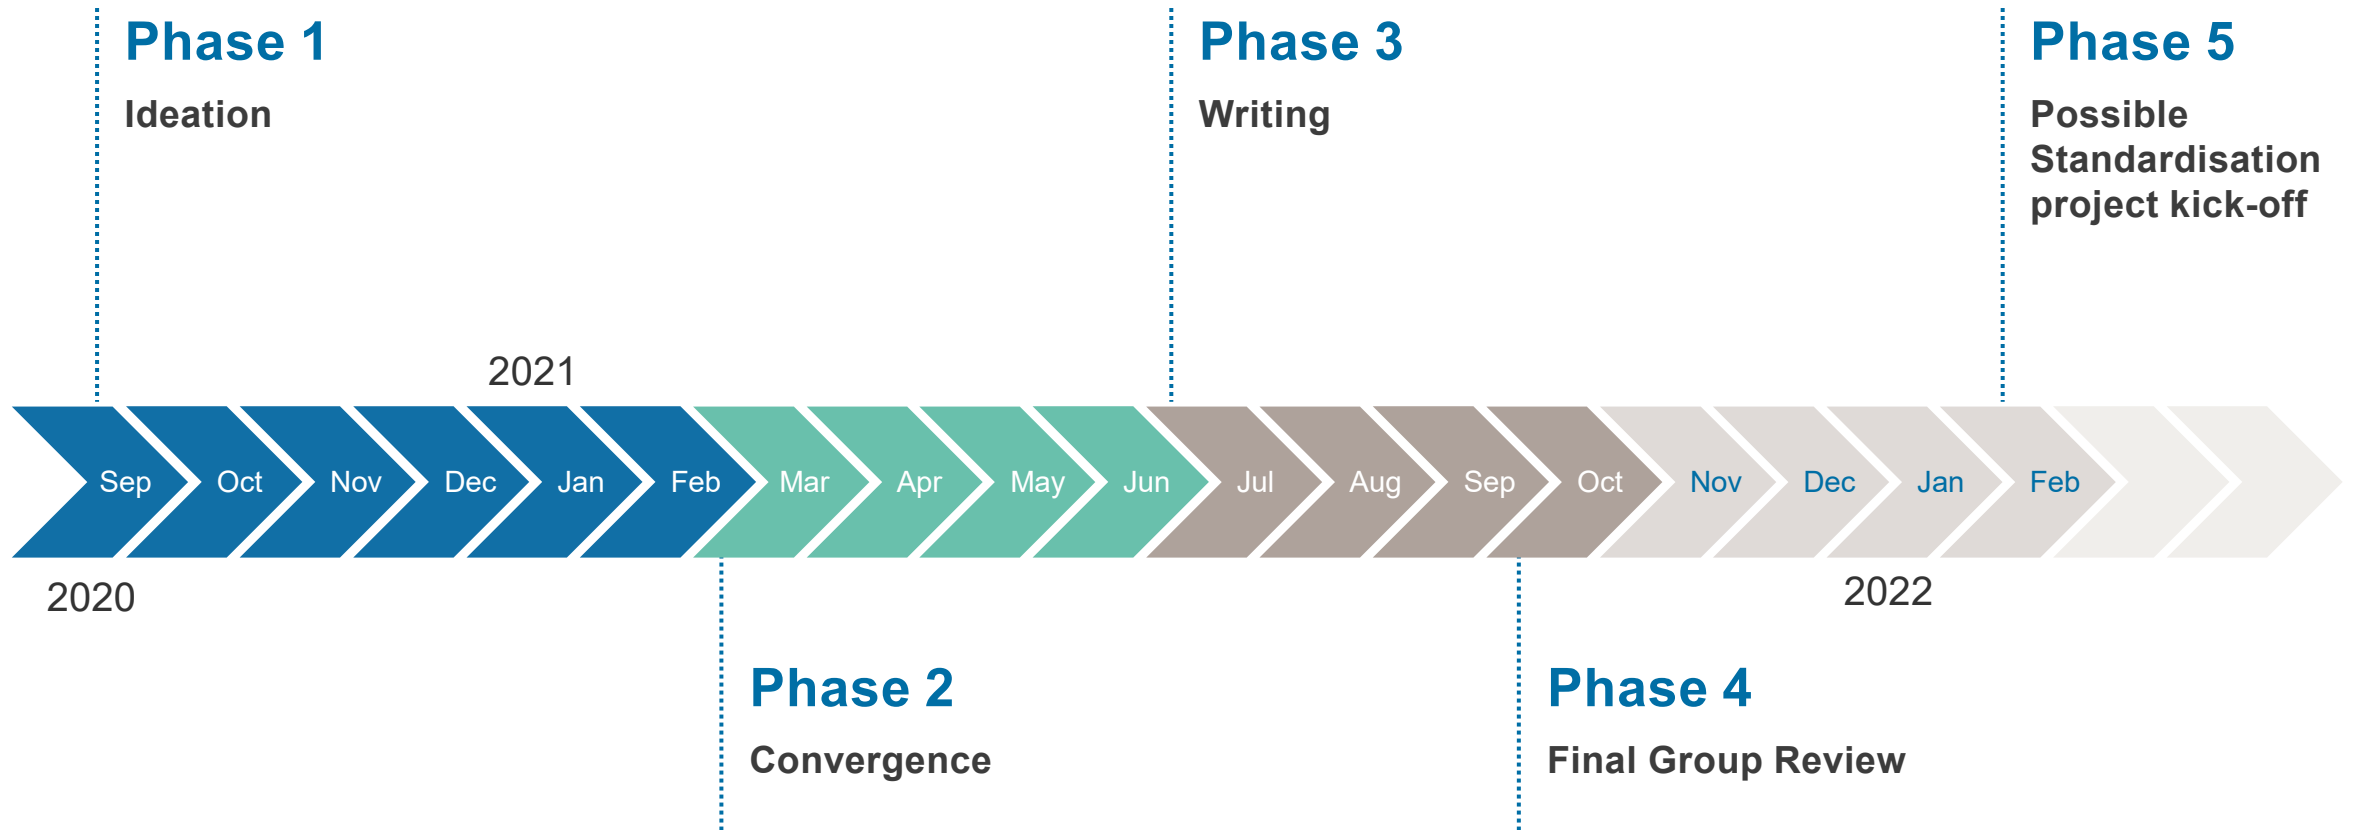 Phase 1
Ideation
Phase 3
Writing
Phase 5
Possible
Standardisation
project kick-off
2021
Sep Oct Nov Dec Jan Feb Mar Apr May Jun Jul Aug Sep Oct Nov Dec Jan Feb
2020
2022
Phase 2
Convergence
Phase 4
Final Group Review